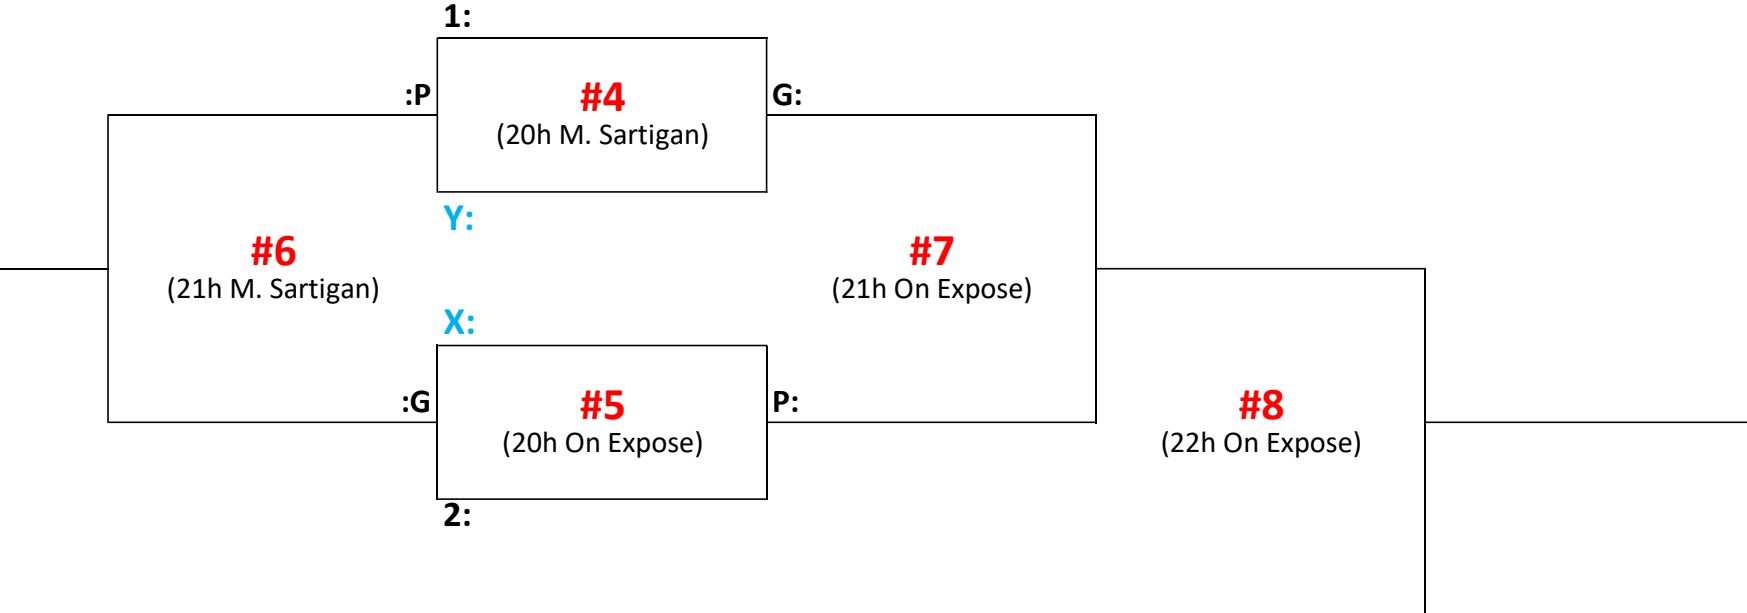 1:
:P
#4
G:
(20h M. Sartigan)
Y:
#6
#7
(21h M. Sartigan)
(21h On Expose)
X:
:G
#5
P:
#8
(20h On Expose)
(22h On Expose)
2: